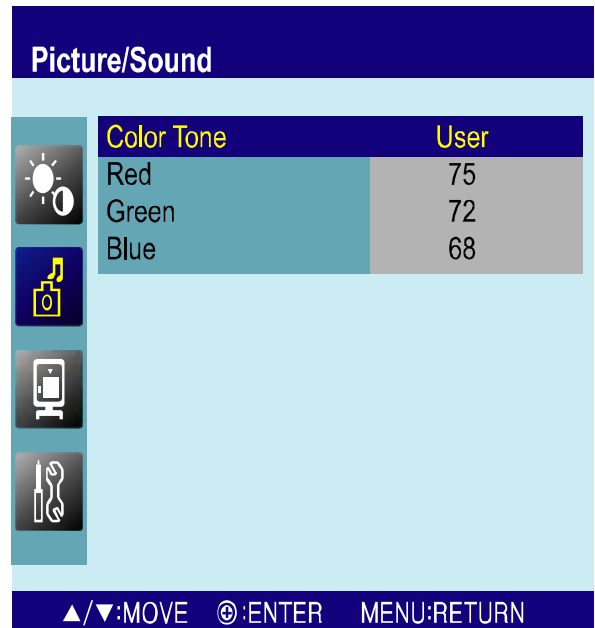 Picture/Sound
Color Tone User
Red 75
Green 72
Blue 68
▲/▼:MOVE ⊕:ENTER MENU:RETURN